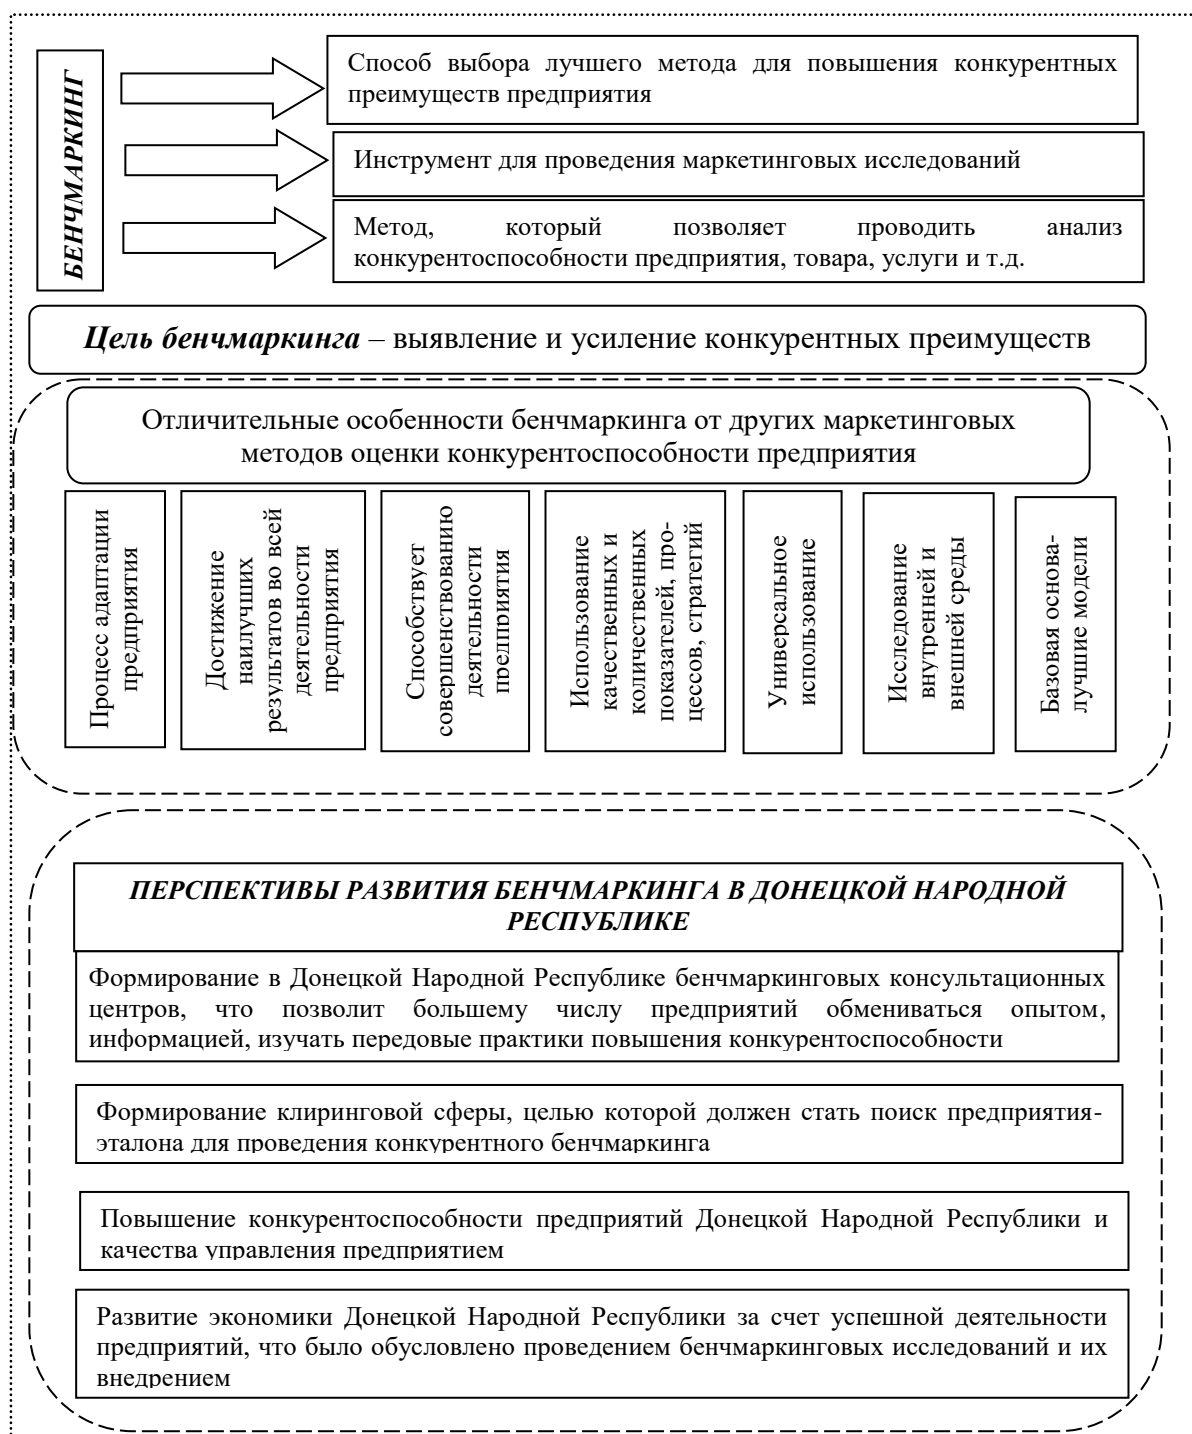 БЕНЧМАРКИНГ
Способ выбора лучшего метода для повышения конкурентных
преимуществ предприятия
Инструмент для проведения маркетинговых исследований
Метод, который позволяет проводить анализ
конкурентоспособности предприятия, товара, услуги и т.д.
Цель бенчмаркинга – выявление и усиление конкурентных преимуществ
Отличительные особенности бенчмаркинга от других маркетинговых
методов оценки конкурентоспособности предприятия
Процесс адаптации
предприятия
Достижение
наилучших
результатов во всей
деятельности
предприятия
Способствует
совершенствованию
деятельности
предприятия
Использование
качественных и
количественных
показателей, про-
цессов, стратегий
Универсальное
использование
Исследование
внутренней и
внешней среды
Базовая основа-
лучшие модели
ПЕРСПЕКТИВЫ РАЗВИТИЯ БЕНЧМАРКИНГА В ДОНЕЦКОЙ НАРОДНОЙ
РЕСПУБЛИКЕ
Формирование в Донецкой Народной Республике бенчмаркинговых консультационных
центров, что позволит большему числу предприятий обмениваться опытом,
информацией, изучать передовые практики повышения конкурентоспособности
Формирование клиринговой сферы, целью которой должен стать поиск предприятия-
эталона для проведения конкурентного бенчмаркинга
Повышение конкурентоспособности предприятий Донецкой Народной Республики и
качества управления предприятием
Развитие экономики Донецкой Народной Республики за счет успешной деятельности
предприятий, что было обусловлено проведением бенчмаркинговых исследований и их
внедрением